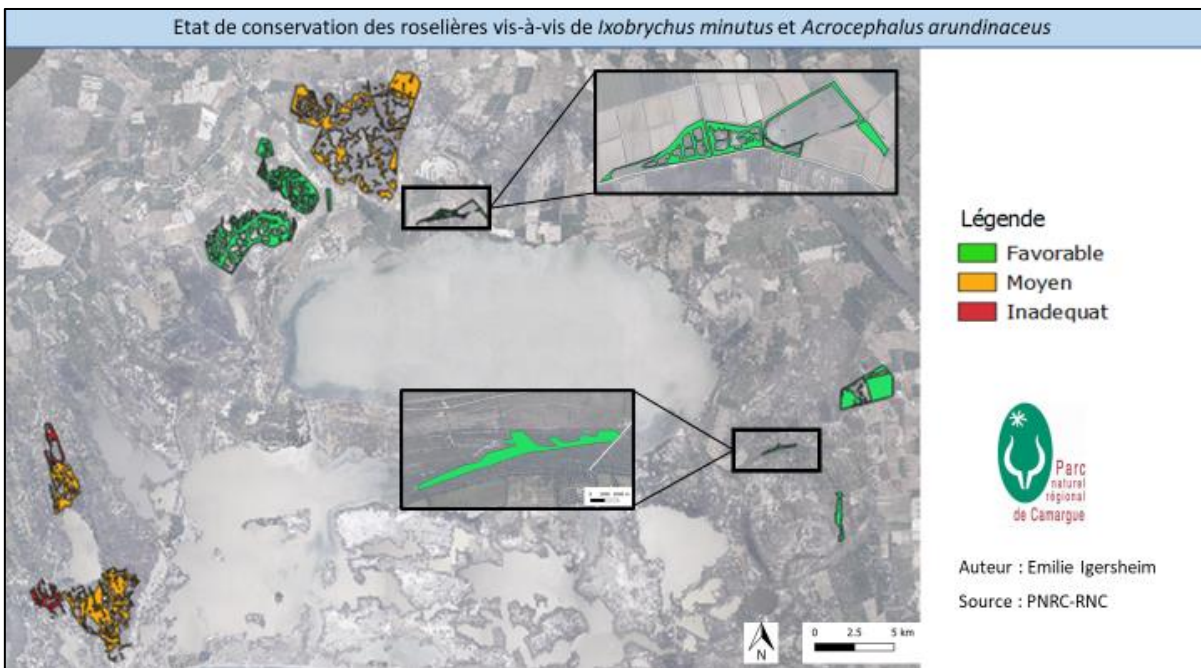 Etat de conservation des roselières vis-à-vis de Ixobrychus minutus et Acrocephalus arundinaceus
Légende
Favorable
Moyen
Inadequat
Parc
naturel
régional
de Camargue
Auteur : Emilie Igersheim
Source : PNRC-RNC
N
0 2.5 5 km